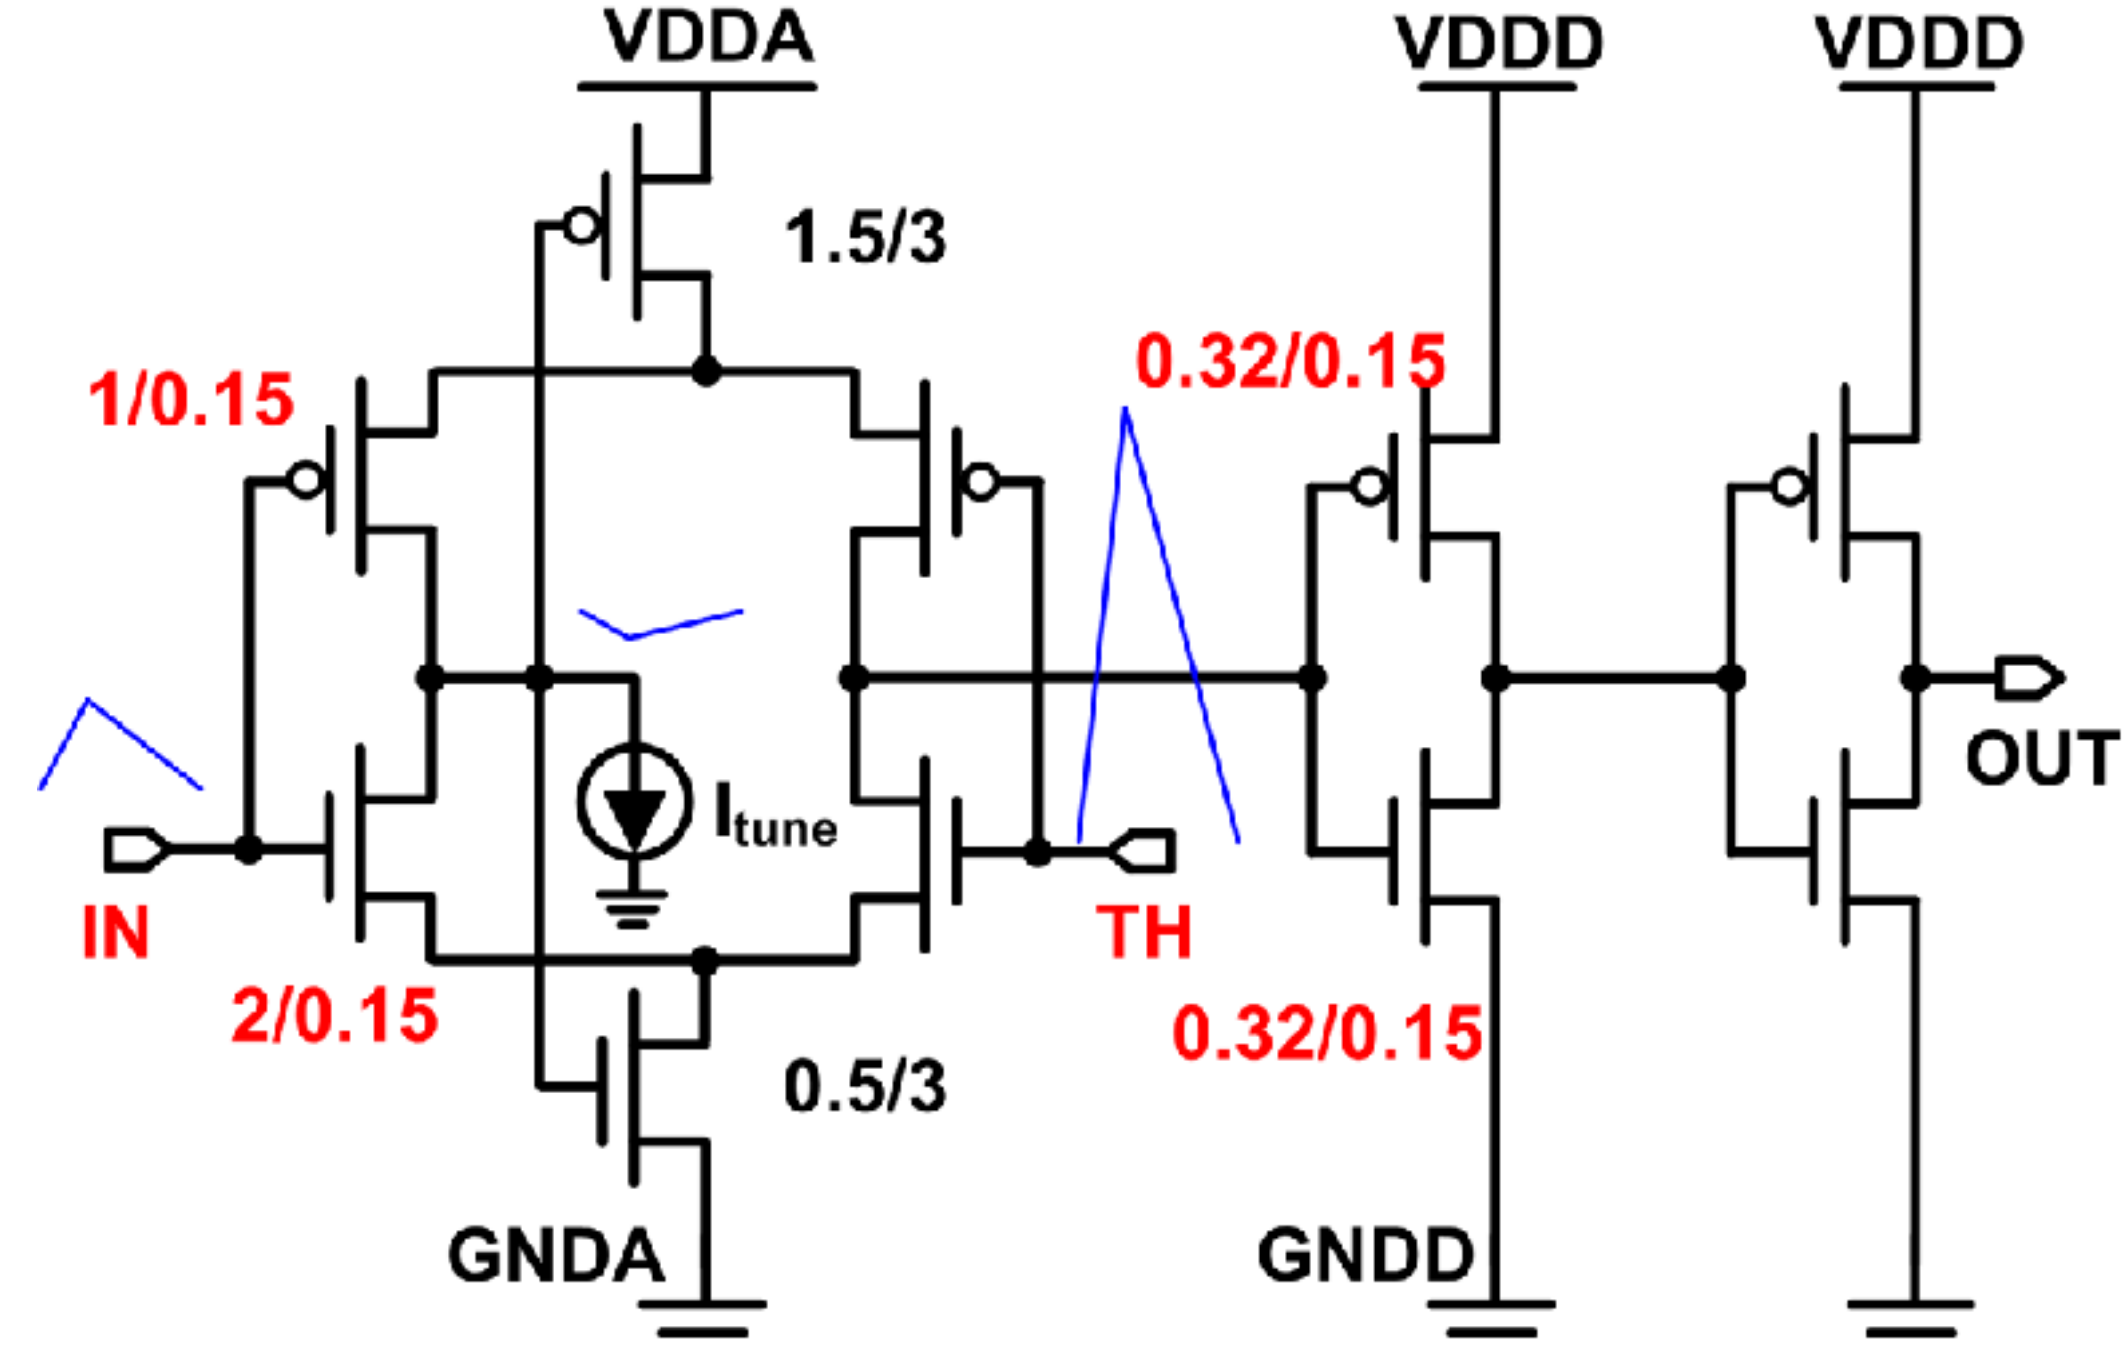 VDDA
VDDD
VDDD
1.5/3
0.32/0.15
1/0.15
Itune
OUT
IN
TH
2/0.15
0.32/0.15
0.5/3
GNDA
GNDD